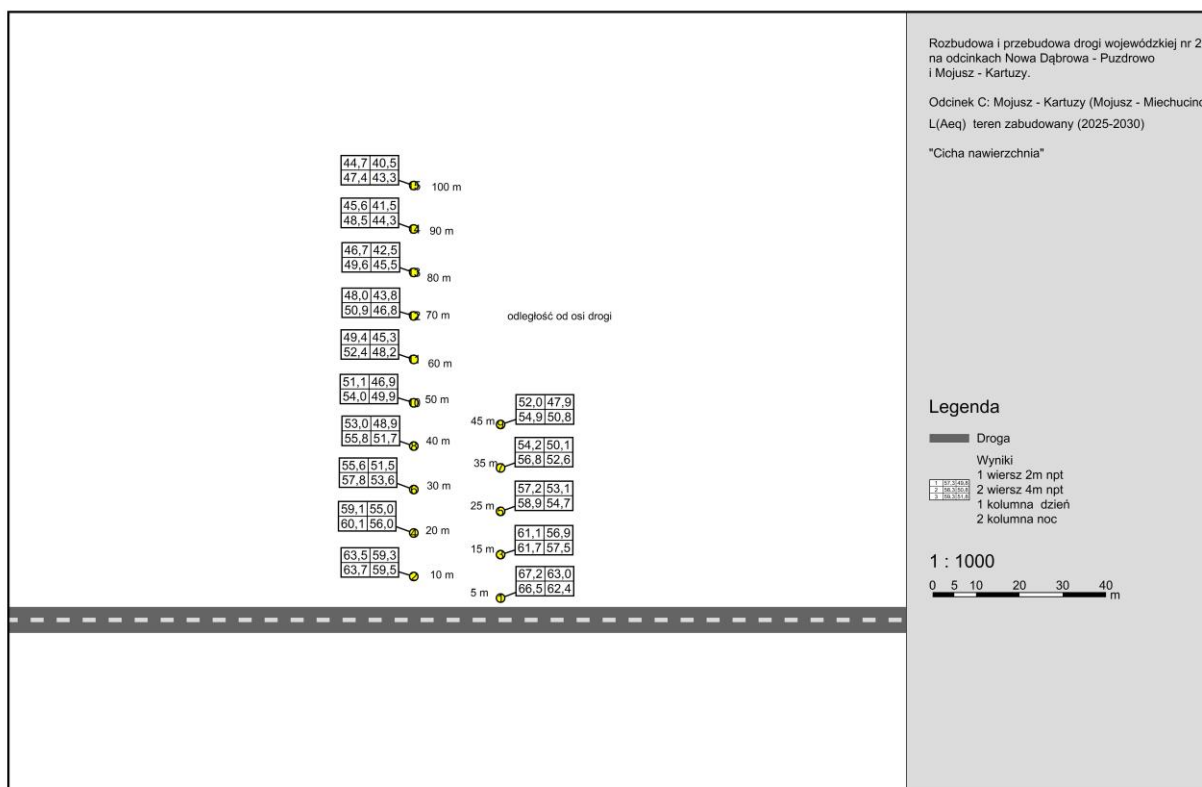 Rozbudowa i przebudowa drogi wojewódzkiej nr 2
na odcinkach Nowa Dąbrowa - Puzdrowo
i Mojusz - Kartuzy.
Odcinek C: Mojusz - Kartuzy (Mojusz - Miechucino
L(Aeq) teren zabudowany (2025-2030)
"Cicha nawierzchnia"
44,7 40,5
47,4 43,3
100 m
45,6 41,5
48,5 44,3
90 m
46,7 42,5
49,6 45,5
80 m
48,0 43,8
50,9 46,8
70 m
odległość od osi drogi
49,4 45,3
52,4 48,2
60 m
51,1 46,9
54,0 49,9
50 m
52,0 47,9
54,9 50,8
45 m
53,0 48,9
55,8 51,7
40 m
54,2 50,1
56,8 52,6
35 m
55,6 51,5
57,8 53,6
30 m
57,2 53,1
58,9 54,7
25 m
59,1 55,0
60,1 56,0
20 m
61,1 56,9
61,7 57,5
15 m
63,5 59,3
63,7 59,5
10 m
67,2 63,0
66,5 62,4
5 m
Legenda
Droga
Wyniki
1 wiersz 2m npt
2 wiersz 4m npt
1 kolumna dzień
2 kolumna noc
1 : 1000
0 5 10 20 30 40
m